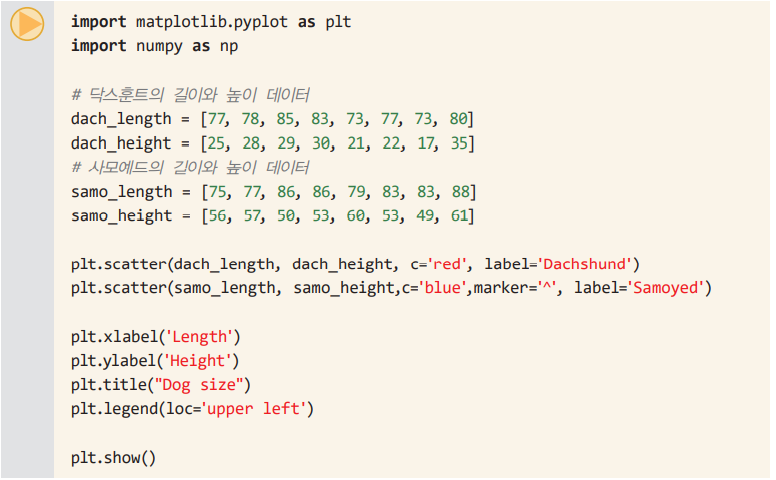 import matplotlib.pyplot as plt
import numpy as np
# 닥스훈트의 길이와 높이 데이터
dach_length = [77, 78, 85, 83, 73, 77, 73, 80]
dach_height = [25, 28, 29, 30, 21, 22, 17, 35]
# 사모예드의 길이와 높이 데이터
samo_length = [75, 77, 86, 86, 79, 83, 83, 88]
samo_height = [56, 57, 50, 53, 60, 53, 49, 61]
plt.scatter(dach_length, dach_height, c='red', label='Dachshund')
plt.scatter(samo_length, samo_height,c='blue',marker='^', label='Samoyed')
plt.xlabel('Length')
plt.ylabel('Height')
plt.title("Dog size")
plt.legend(loc='upper left')
plt.show()